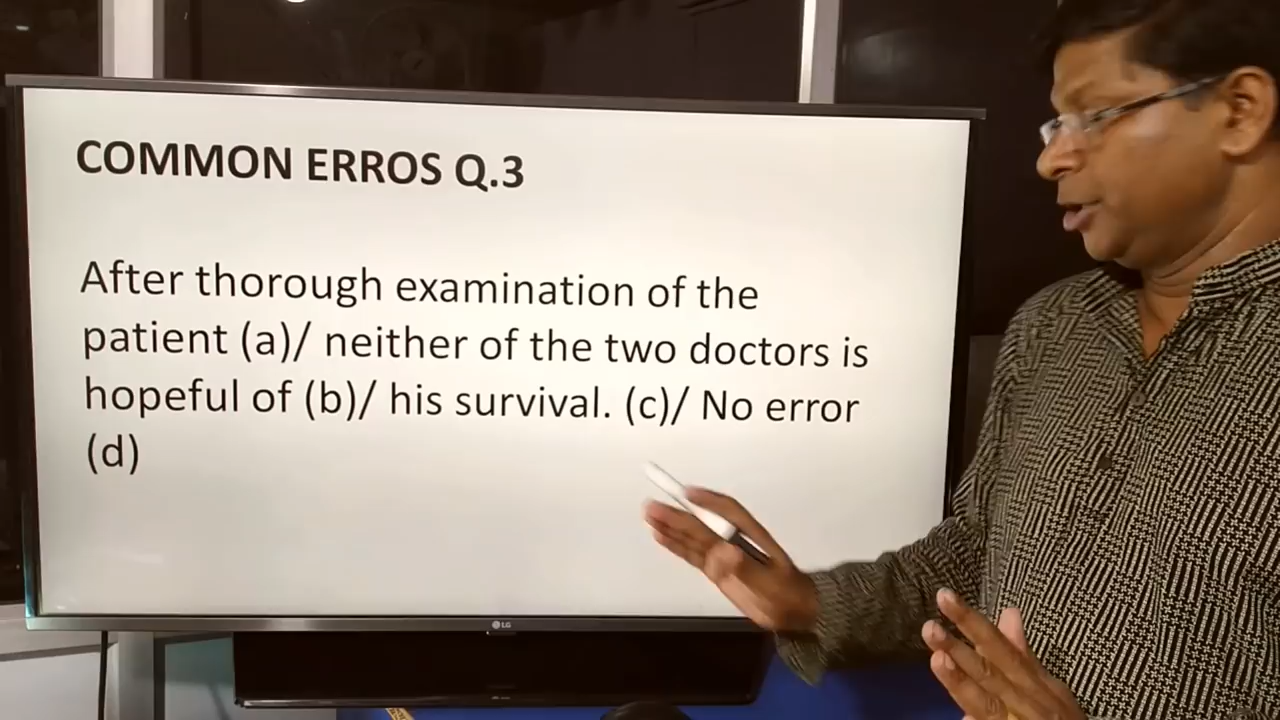 COMMON ERROS Q.3
After thorough examination of the
patient (a)/ neither of the two doctors is
hopeful of (b)/ his survival. (c)/ No error
(d)
LG